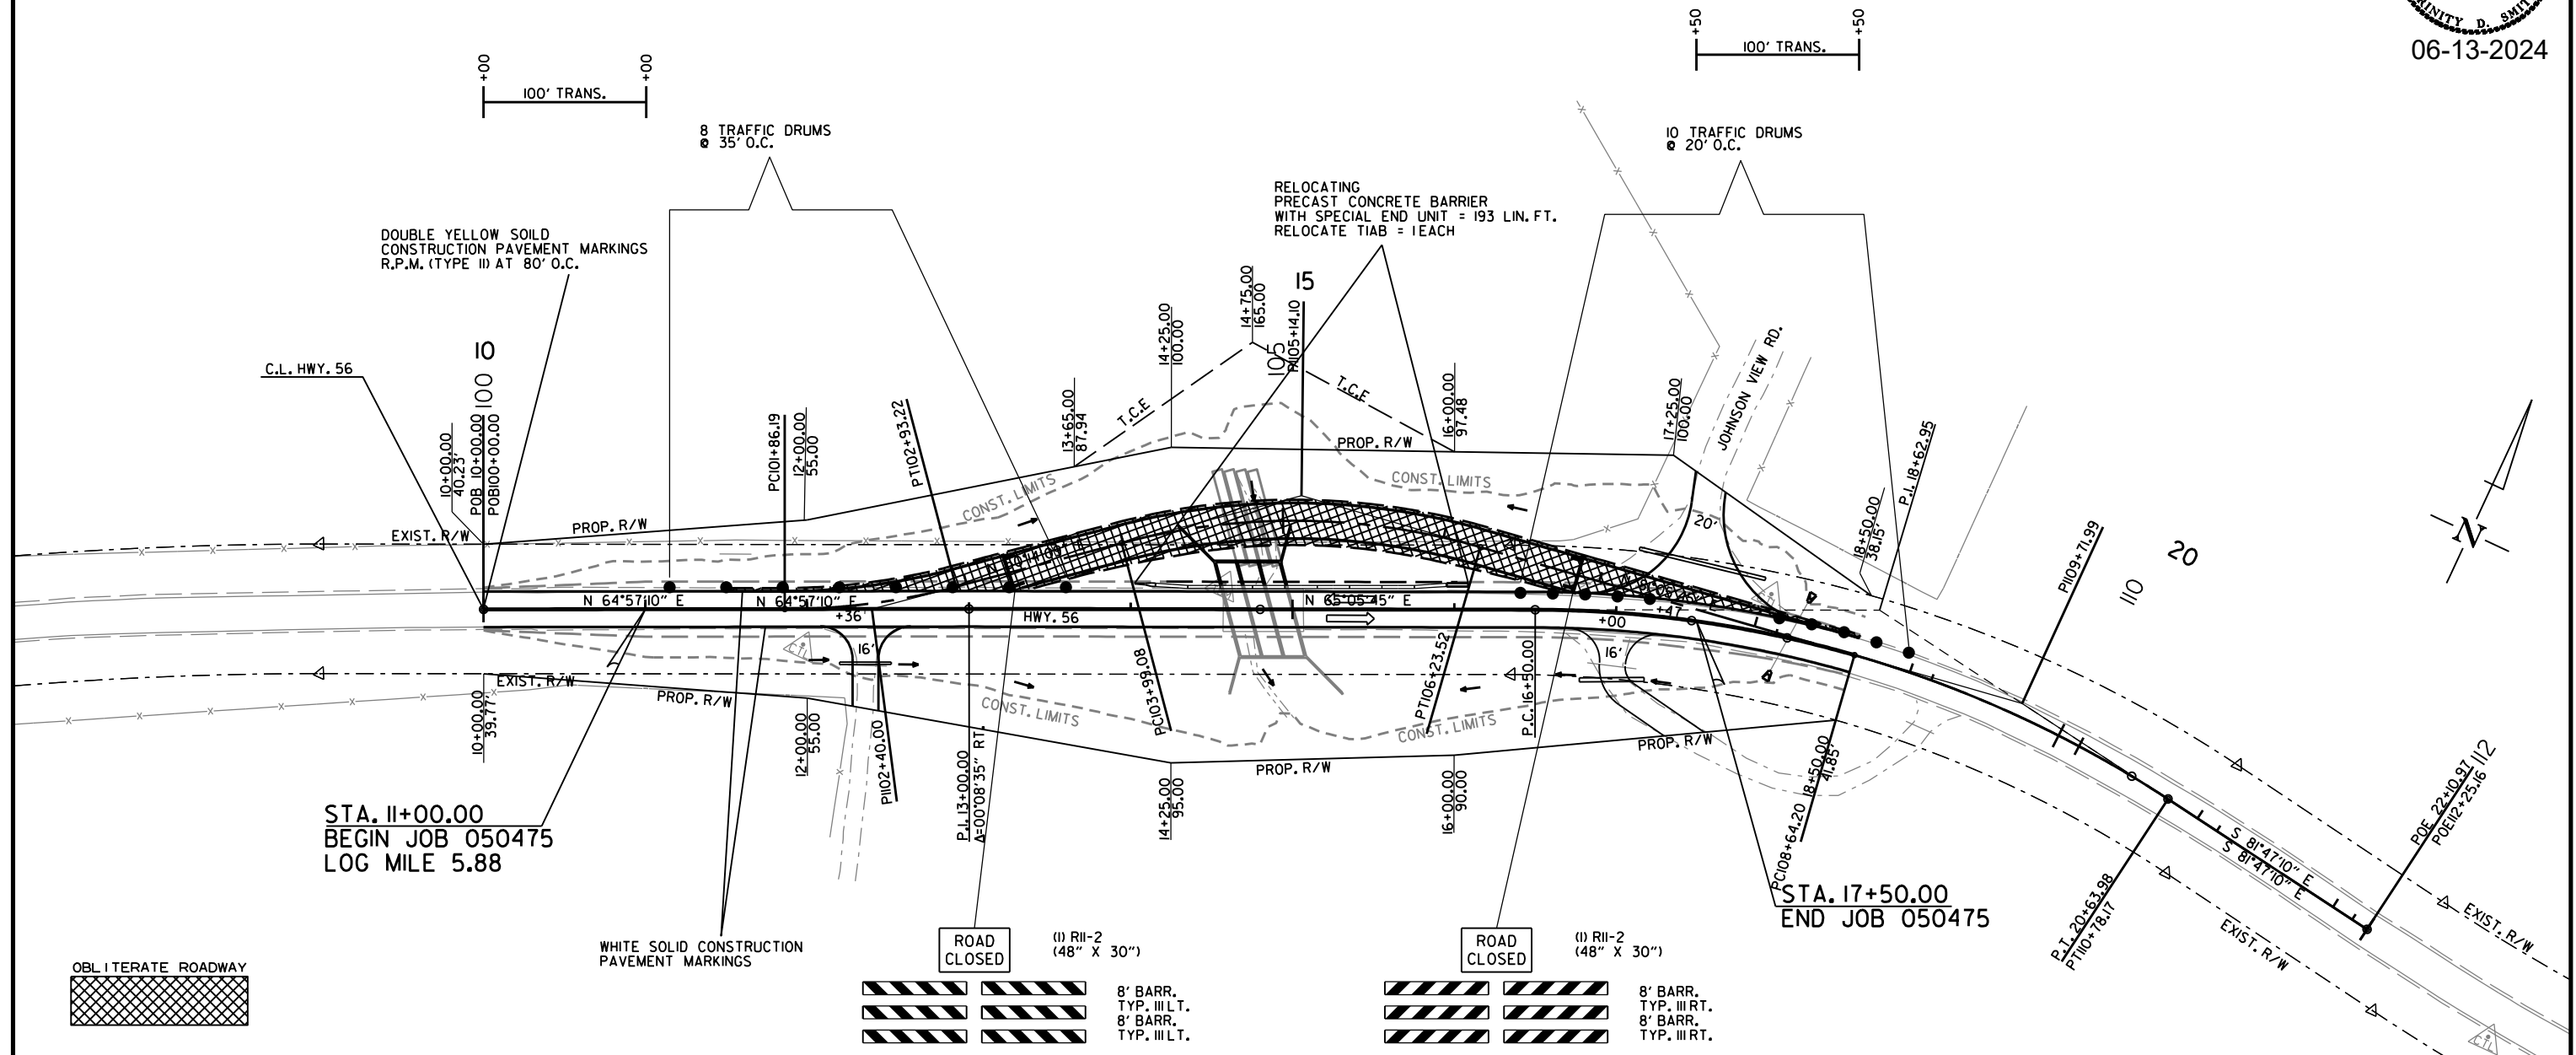 RINITY D. SMIT
06-13-2024
+00
+00
100' TRANS.
+50
+50
100' TRANS.
8 TRAFFIC DRUMS
@ 35' O.C.
10 TRAFFIC DRUMS
@ 20' O.C.
RELOCATING
PRECAST CONCRETE BARRIER
WITH SPECIAL END UNIT = 193 LIN. FT.
RELOCATE TIAB = 1 EACH
DOUBLE YELLOW SOILD
CONSTRUCTION PAVEMENT MARKINGS
R.P.M. (TYPE II) AT 80' O.C.
C.L. HWY. 56
10
100
10+00.00
40.23'
POB 10+00.00
POB100+00.00
PC101+86.19
12+00.00
55.00
PT102+93.22
13+65.00
87.94
14+25.00
100.00
14+75.00
165.00
15
105
PI105+14.10
T.C.E
T.C.E
16+00.00
97.48
17+25.00
100.00
JOHNSON VIEW RD.
18+50.00
38.15'
P.I. 18+62.95
PI109+71.99
20
110
N
EXIST. R/W
PROP. R/W
CONST. LIMITS
PROP. R/W
CONST. LIMITS
20'
N 64°57'10" E
N 64°57'10" E
+36
HWY. 56
N 65°05'45" E
+00
+47
CTL
16'
16'
EXIST. R/W
PROP. R/W
CONST. LIMITS
CONST. LIMITS
PROP. R/W
PROP. R/W
10+00.00
39.77'
12+00.00
55.00
PI102+40.00
P.I. 13+00.00
Δ=00°08'35" RT.
PC103+99.08
14+25.00
95.00
PT106+23.52
16+00.00
90.00
P.C. 16+50.00
PC108+64.20
18+50.00
41.85'
STA. 11+00.00
BEGIN JOB 050475
LOG MILE 5.88
STA. 17+50.00
END JOB 050475
P.T. 20+63.98
PT110+78.17
S 81°47'10" E
S 81°47'10" E
POE 22+10.97
POE112+25.16
112
EXIST. R/W
EXIST. R/W
CTL
WHITE SOLID CONSTRUCTION
PAVEMENT MARKINGS
OBLITERATE ROADWAY
ROAD
CLOSED
(1) R11-2
(48" X 30")
8' BARR.
TYP. III LT.
8' BARR.
TYP. III LT.
ROAD
CLOSED
(1) R11-2
(48" X 30")
8' BARR.
TYP. III RT.
8' BARR.
TYP. III RT.